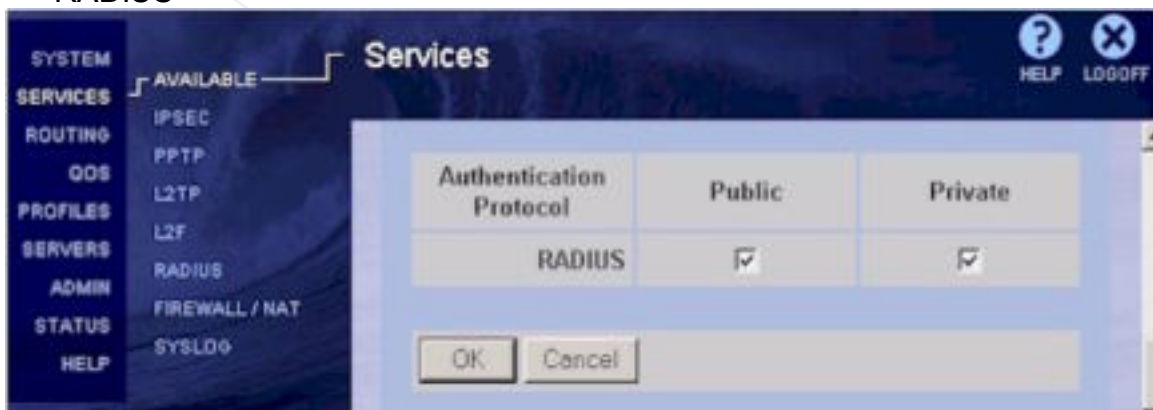 RADIUS
SYSTEM
SERVICES
ROUTING
QOS
PROFILES
SERVERS
ADMIN
STATUS
HELP
AVAILABLE
IPSEC
PPTP
L2TP
L2F
RADIUS
FIREWALL / NAT
SYSLOG
Services
HELP
LOGOFF
Authentication Protocol
Public
Private
RADIUS
OK
Cancel